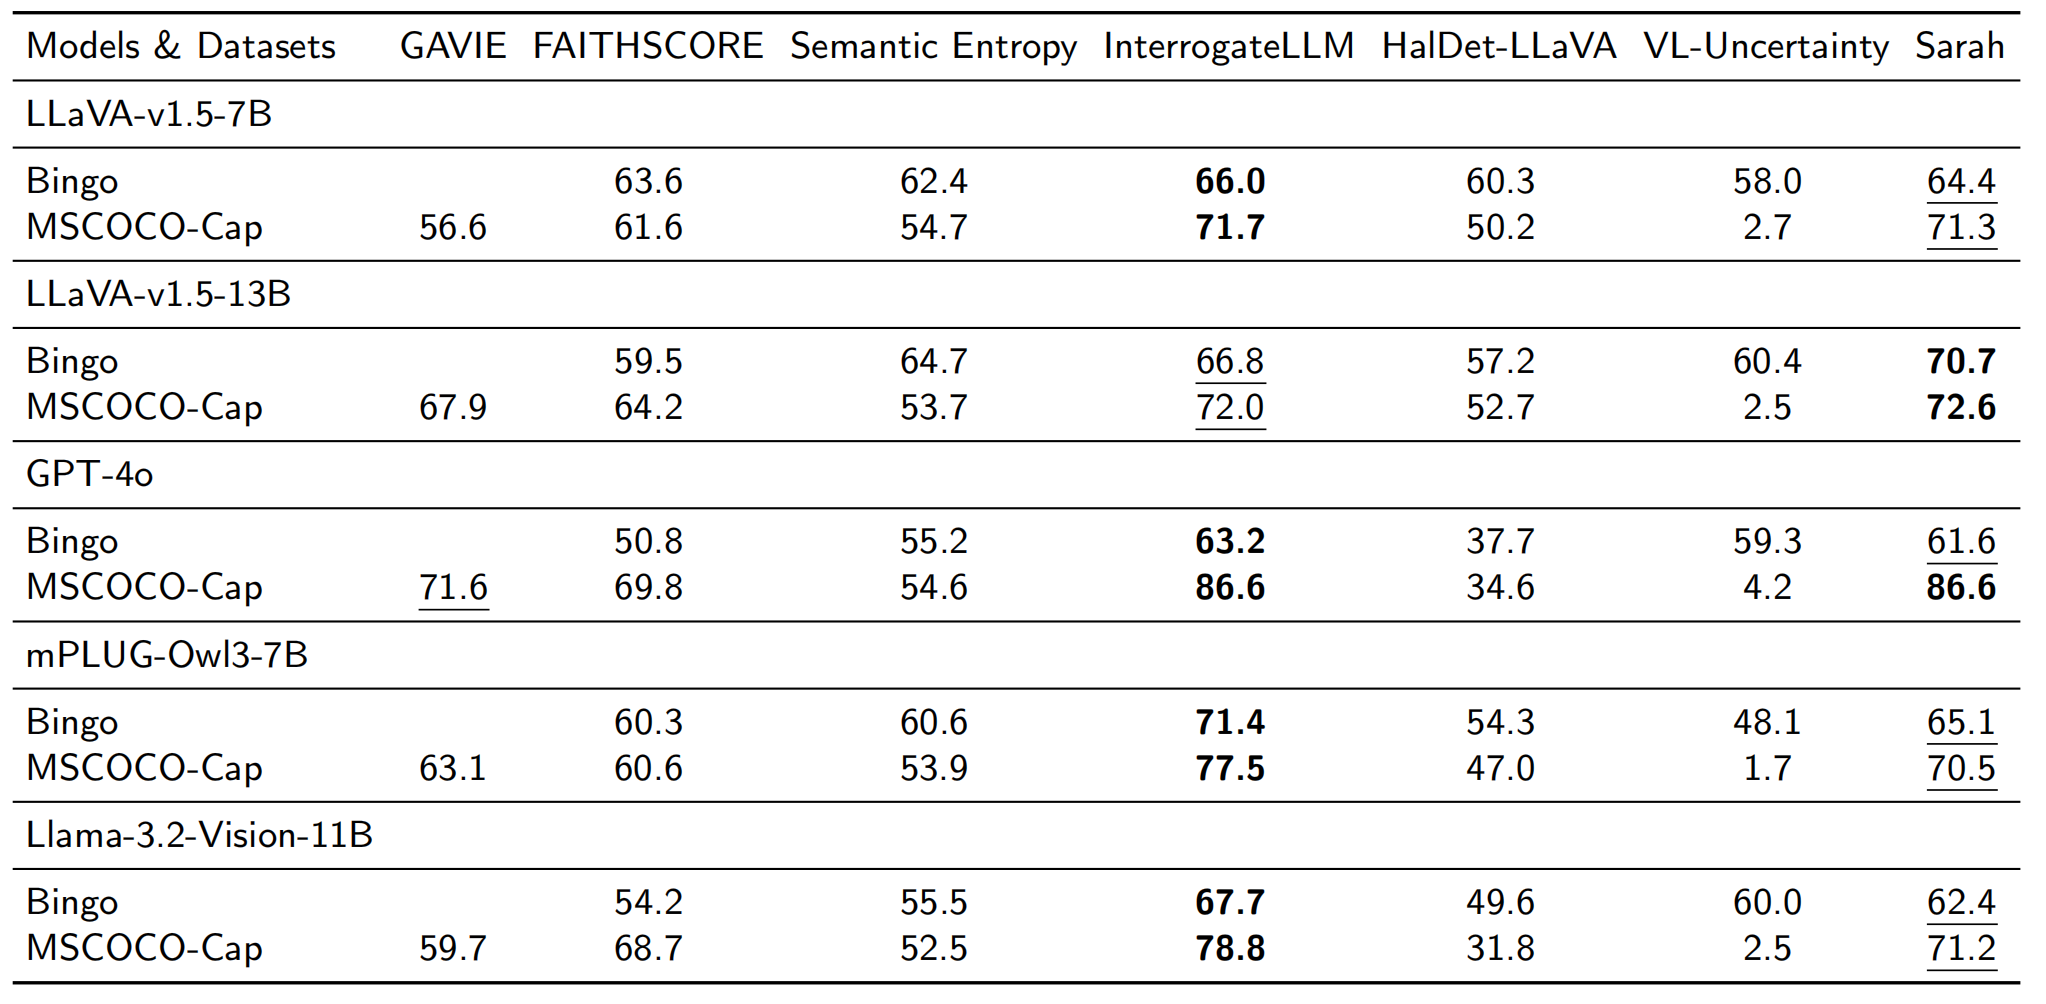 Models & Datasets GAVIE FAITHSCORE Semantic Entropy InterrogateLLM HalDet-LLaVA VL-Uncertainty Sarah
LLaVA-v1.5-7B
Bingo 63.6 62.4 66.0 60.3 58.0 64.4
MSCOCO-Cap 56.6 61.6 54.7 71.7 50.2 2.7 71.3
LLaVA-v1.5-13B
Bingo 59.5 64.7 66.8 57.2 60.4 70.7
MSCOCO-Cap 67.9 64.2 53.7 72.0 52.7 2.5 72.6
GPT-4o
Bingo 50.8 55.2 63.2 37.7 59.3 61.6
MSCOCO-Cap 71.6 69.8 54.6 86.6 34.6 4.2 86.6
mPLUG-Owl3-7B
Bingo 60.3 60.6 71.4 54.3 48.1 65.1
MSCOCO-Cap 63.1 60.6 53.9 77.5 47.0 1.7 70.5
Llama-3.2-Vision-11B
Bingo 54.2 55.5 67.7 49.6 60.0 62.4
MSCOCO-Cap 59.7 68.7 52.5 78.8 31.8 2.5 71.2